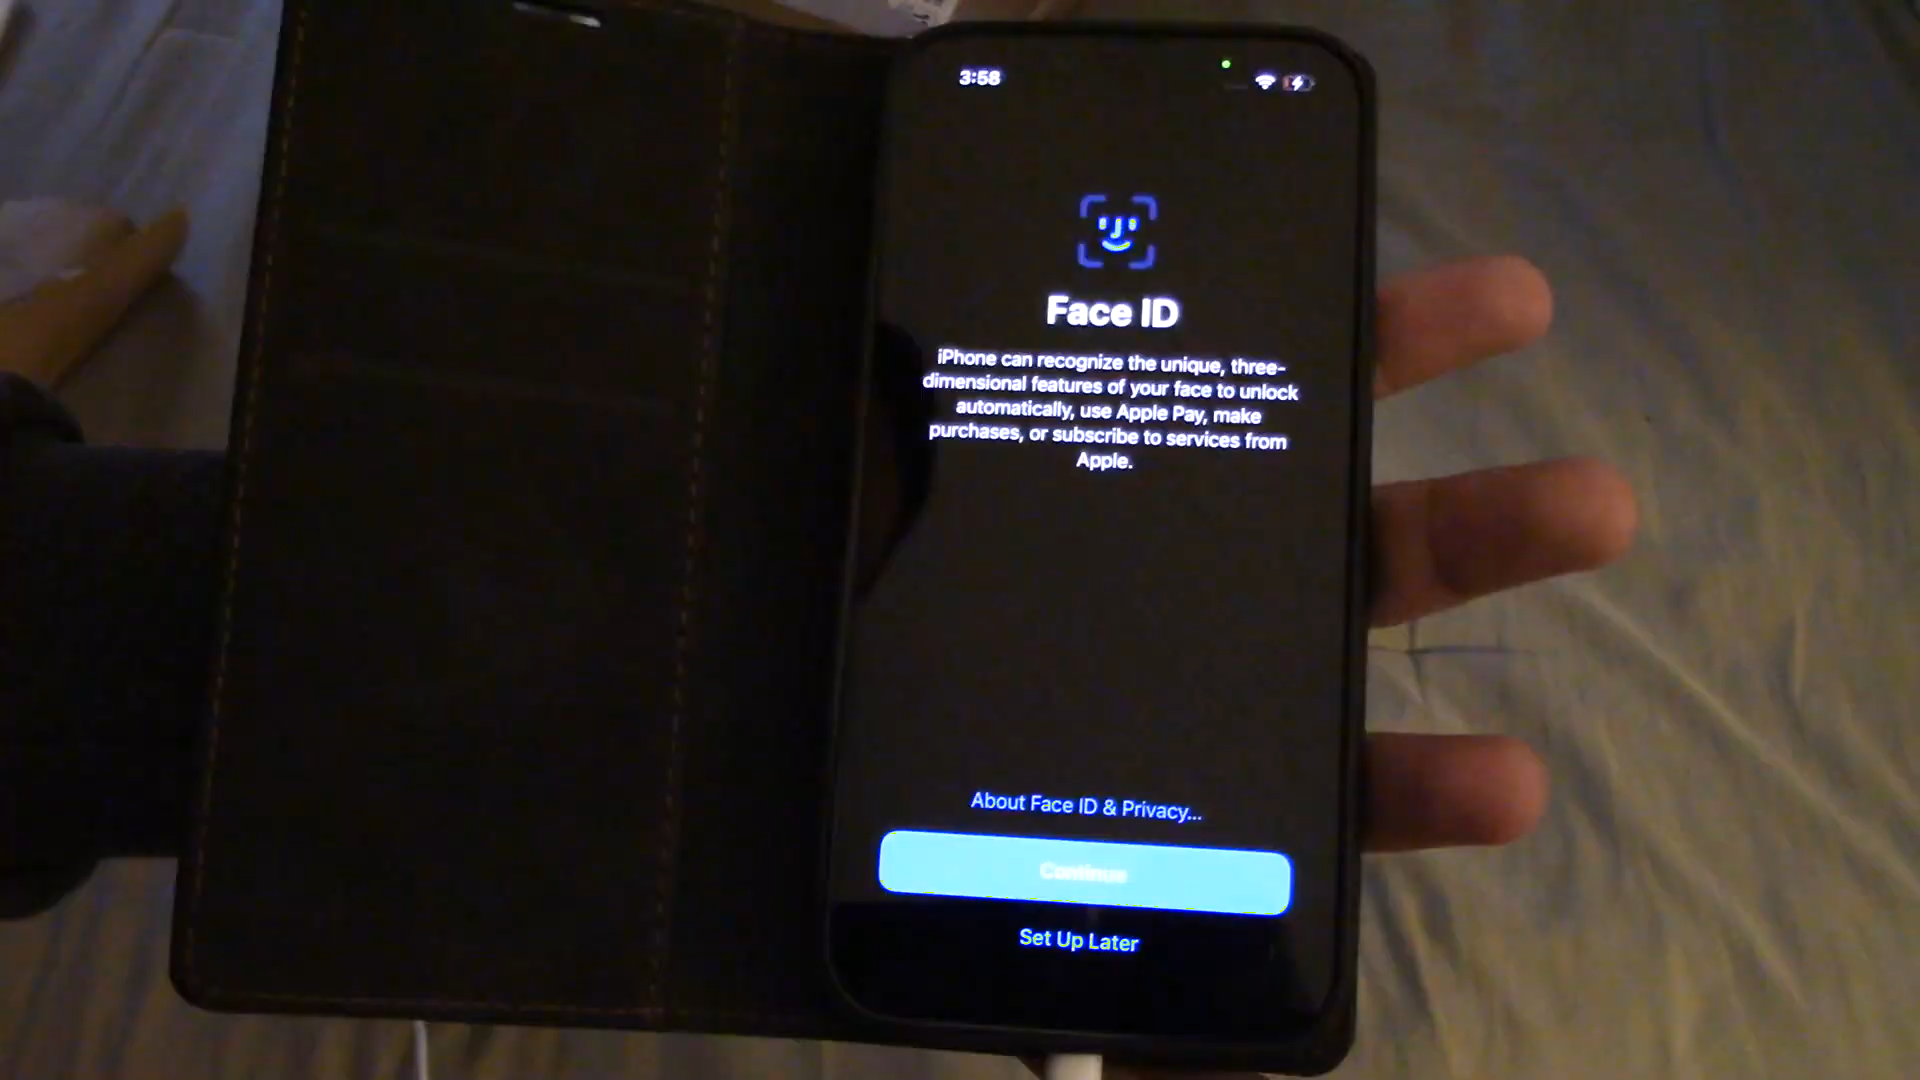 3:58
Face ID
iPhone can recognize the unique, three-
dimensional features of your face to unlock
automatically, use Apple Pay, make
purchases, or subscribe to services from
Apple.
About Face ID & Privacy...
Continue
Set Up Later